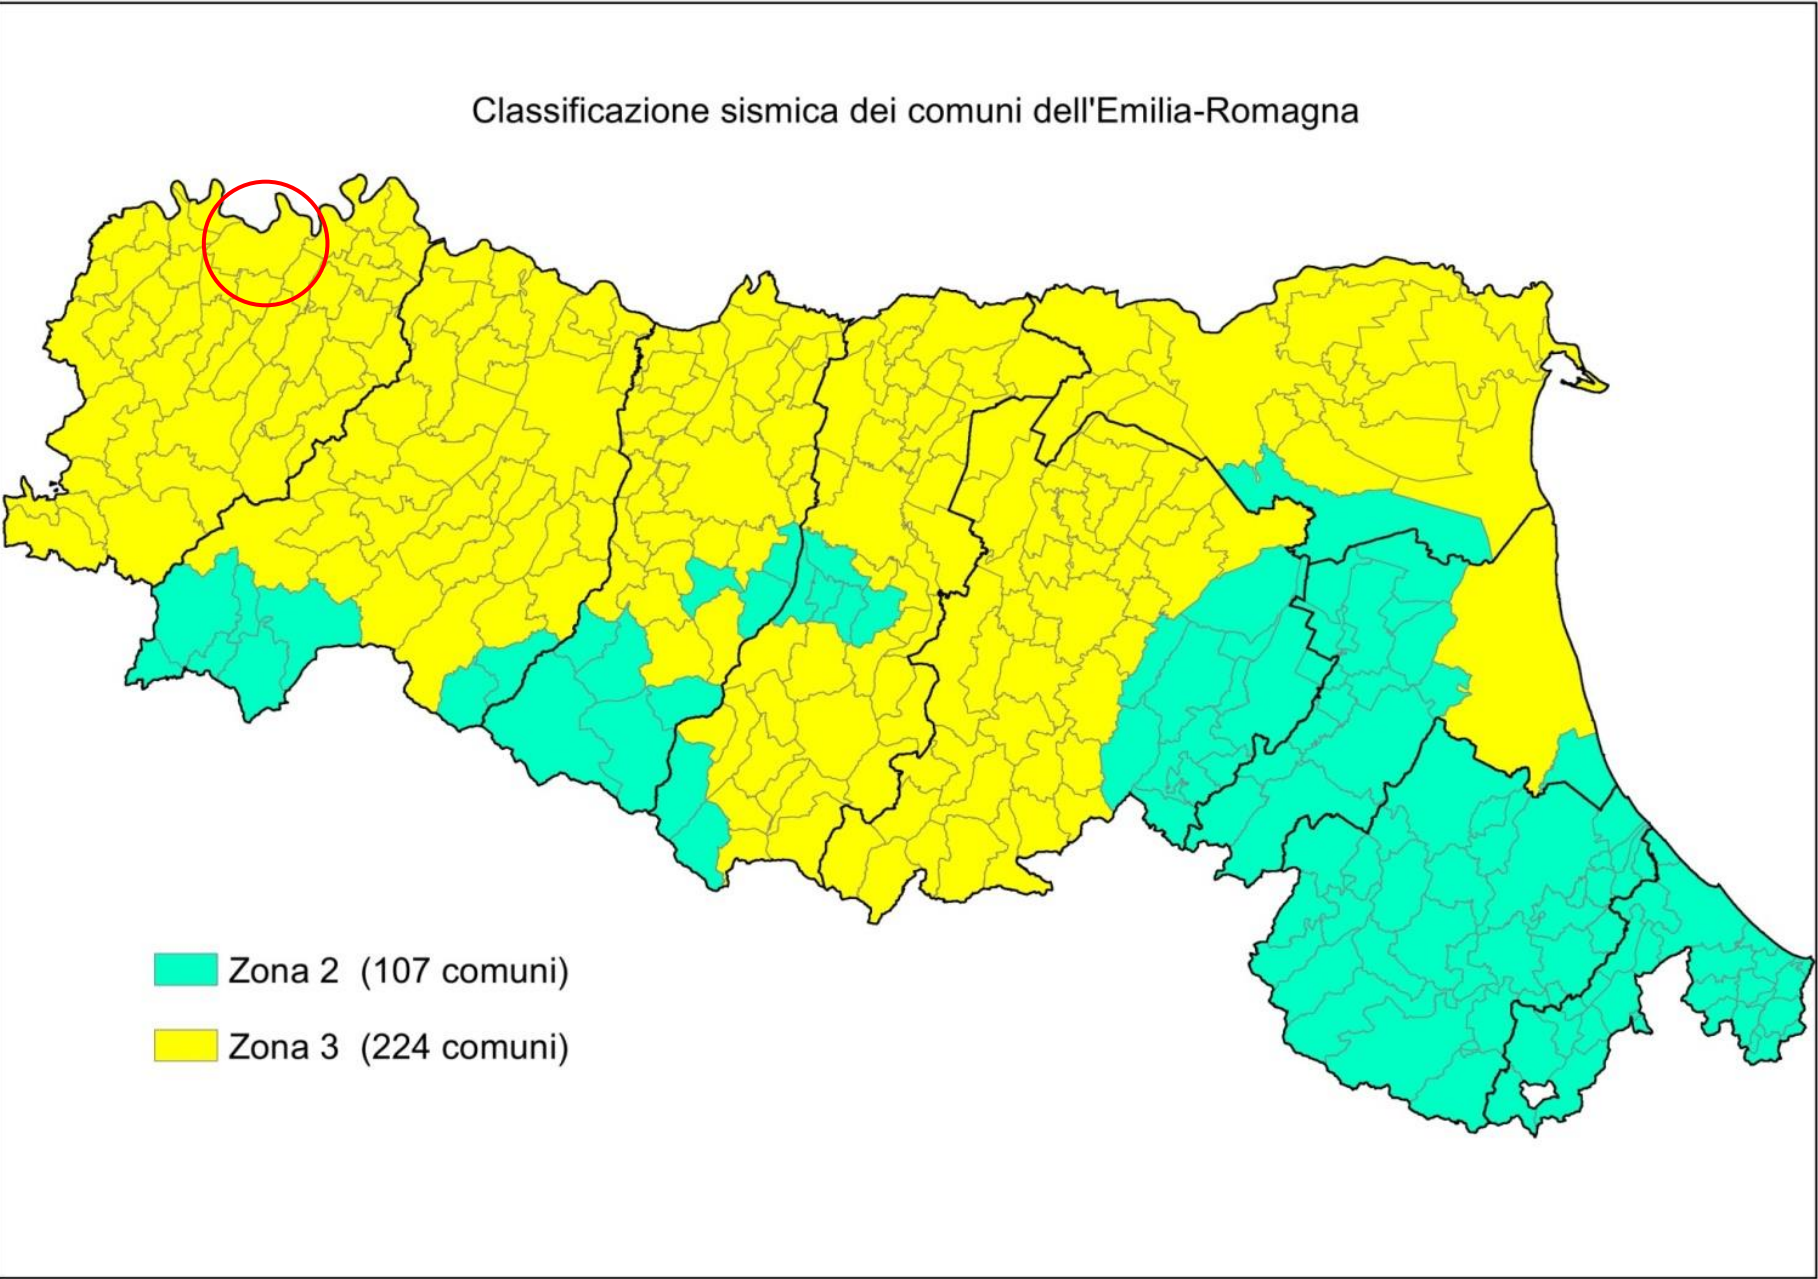 Classificazione sismica dei comuni dell'Emilia-Romagna
Zona 2 (107 comuni)
Zona 3 (224 comuni)